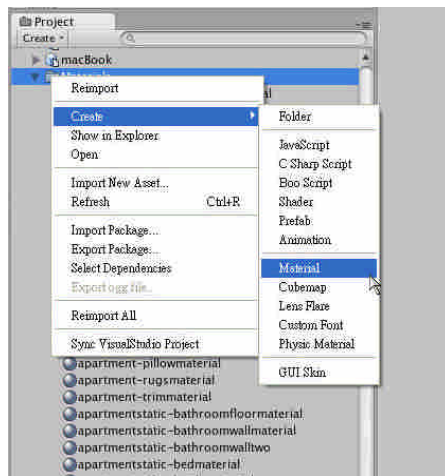 Project
Create
macBook
Materials
Reimport
Create
Show in Explorer
Open
Import New Asset...
Refresh Ctrl+R
Import Package...
Export Package...
Select Dependencies
Export ogg file...
Reimport All
Sync VisualStudio Project
Folder
JavaScript
C Sharp Script
Boo Script
Shader
Prefab
Animation
Material
Cubemap
Lens Flare
Custom Font
Physic Material
GUI Skin
apartment-pillowmaterial
apartment-rugsmaterial
apartment-trimmaterial
apartmentstatic-bathroomfloormaterial
apartmentstatic-bathroomwallmaterial
apartmentstatic-bathroomwalltwo
apartmentstatic-bedmaterial